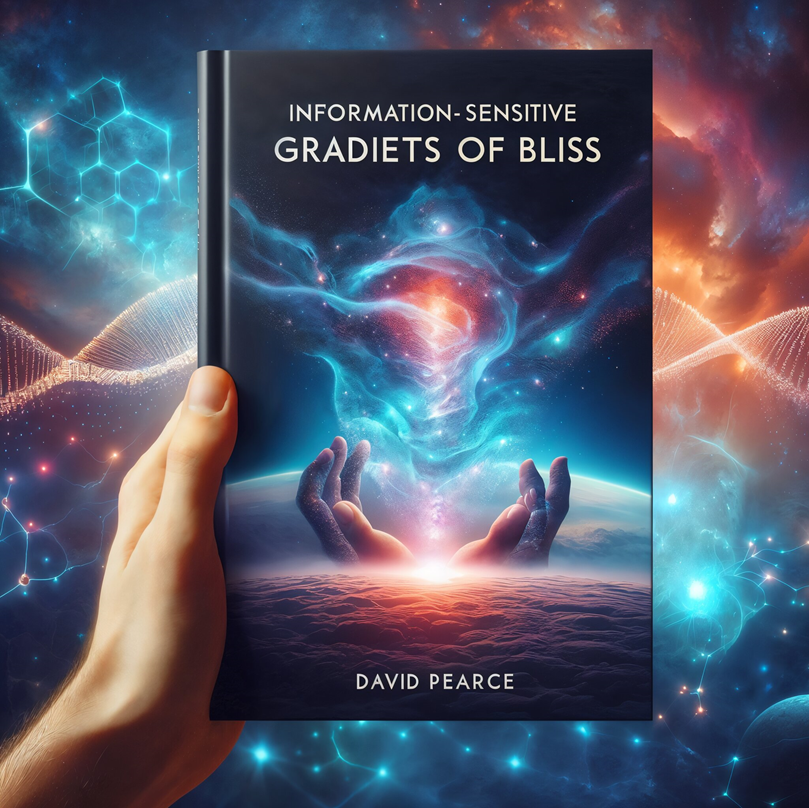 INFORMATION-SENSITIVE
GRADIETS OF BLISS
DAVID PEARCE